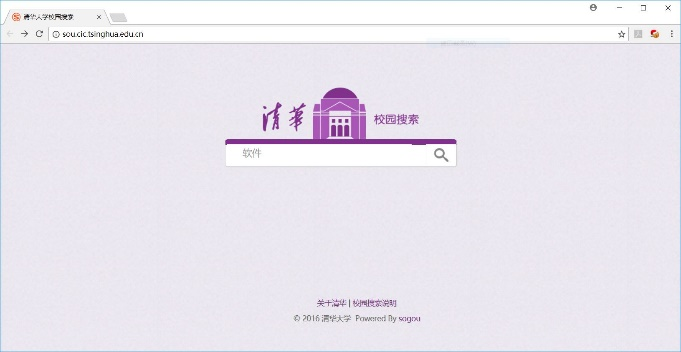 清华大学校园搜索
sou.cic.tsinghua.edu.cn
清华 校园搜索
软件
关于清华 | 校园搜索说明
© 2016 清华大学 Powered By sogou